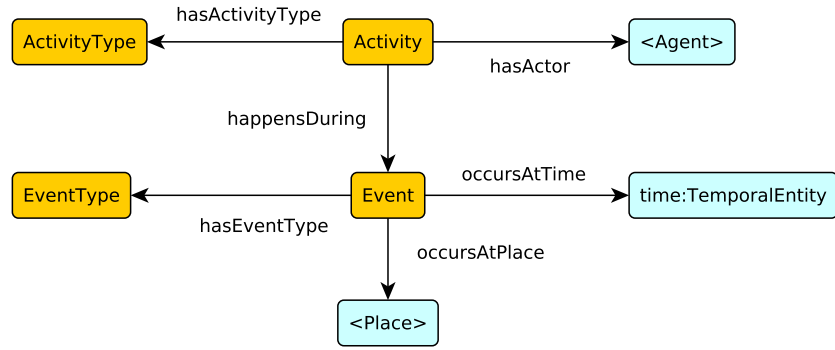 hasActivityType
ActivityType
Activity
<Agent>
hasActor
happensDuring
occursAtTime
EventType
Event
time:TemporalEntity
hasEventType
occursAtPlace
<Place>